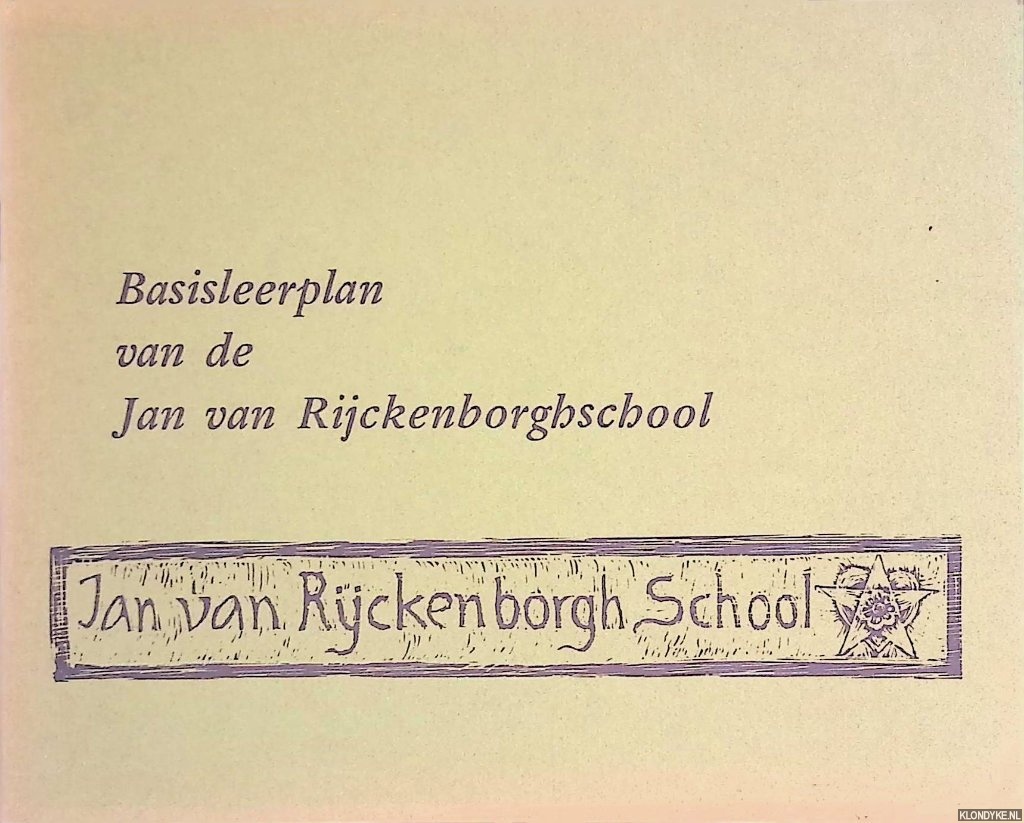 Basisleerplan
van de
Jan van Rijckenborghschool
Jan van Rijckenborgh School
KLONDYKE.NL